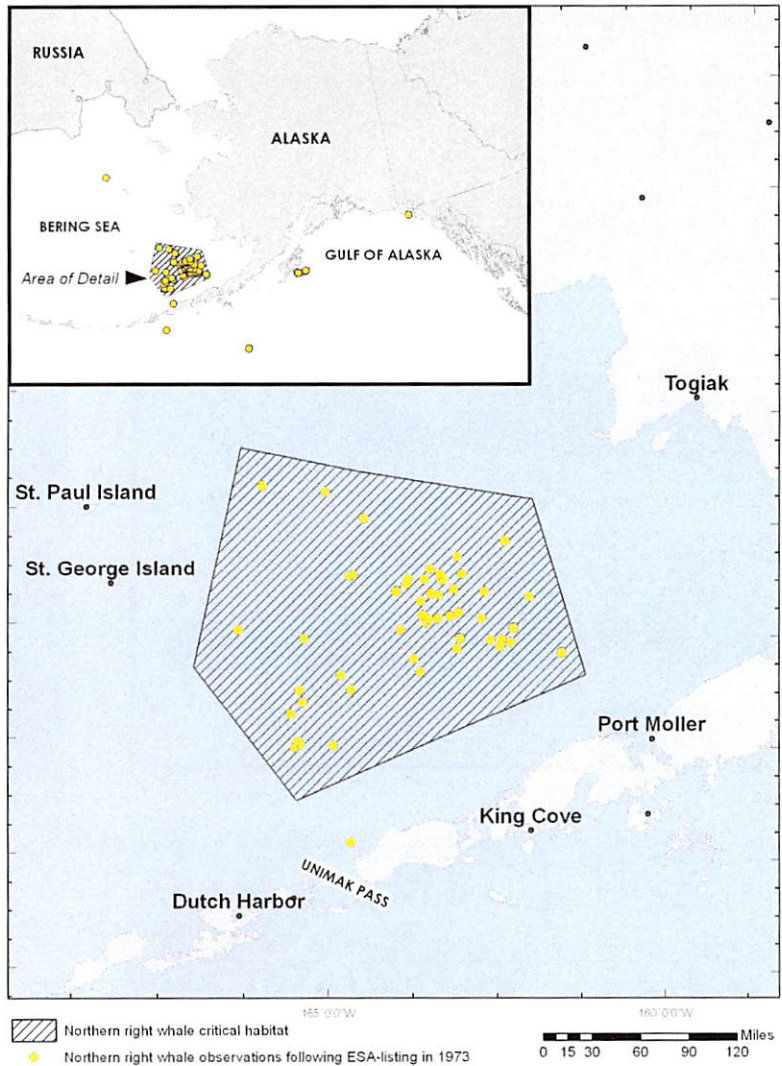 RUSSIA
ALASKA
BERING SEA
GULF OF ALASKA
Area of Detail
Togiak
St. Paul Island
St. George Island
Port Moller
King Cove
UNIMAK PASS
Dutch Harbor
165°0'0"W
160°0'0"W
Northern right whale critical habitat
Northern right whale observations following ESA-listing in 1973
Miles
0 15 30 60 90 120